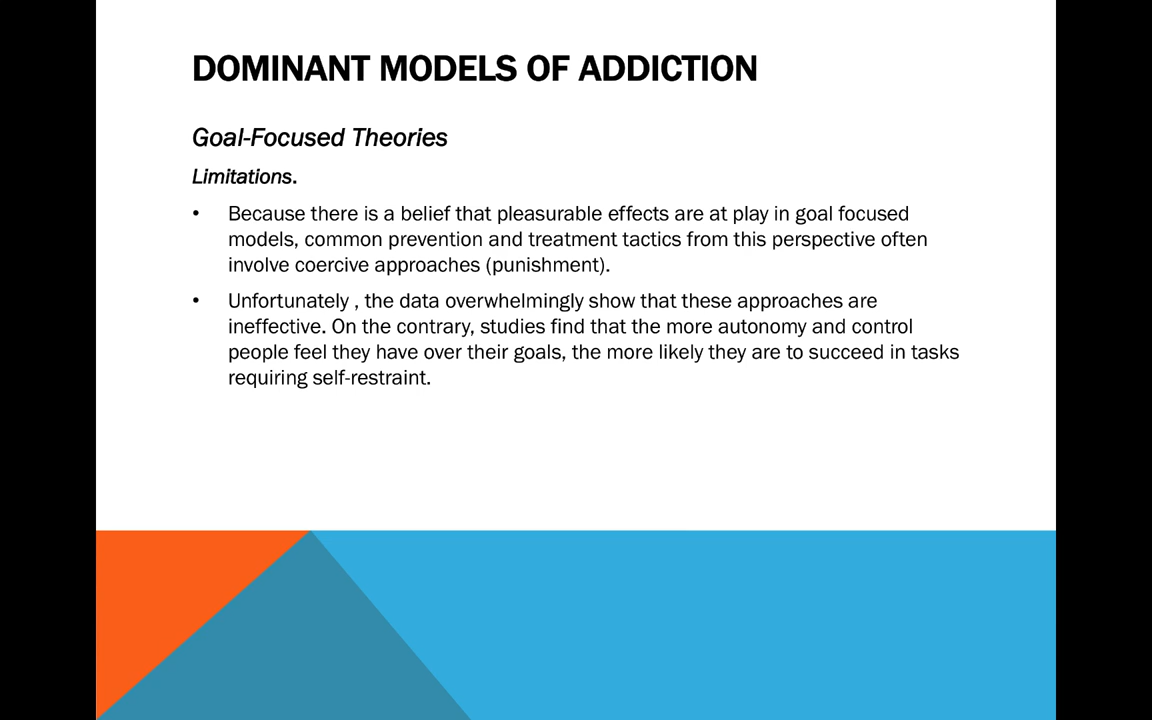 DOMINANT MODELS OF ADDICTION
Goal-Focused Theories
Limitations.
• Because there is a belief that pleasurable effects are at play in goal focused
models, common prevention and treatment tactics from this perspective often
involve coercive approaches (punishment).
• Unfortunately , the data overwhelmingly show that these approaches are
ineffective. On the contrary, studies find that the more autonomy and control
people feel they have over their goals, the more likely they are to succeed in tasks
requiring self-restraint.